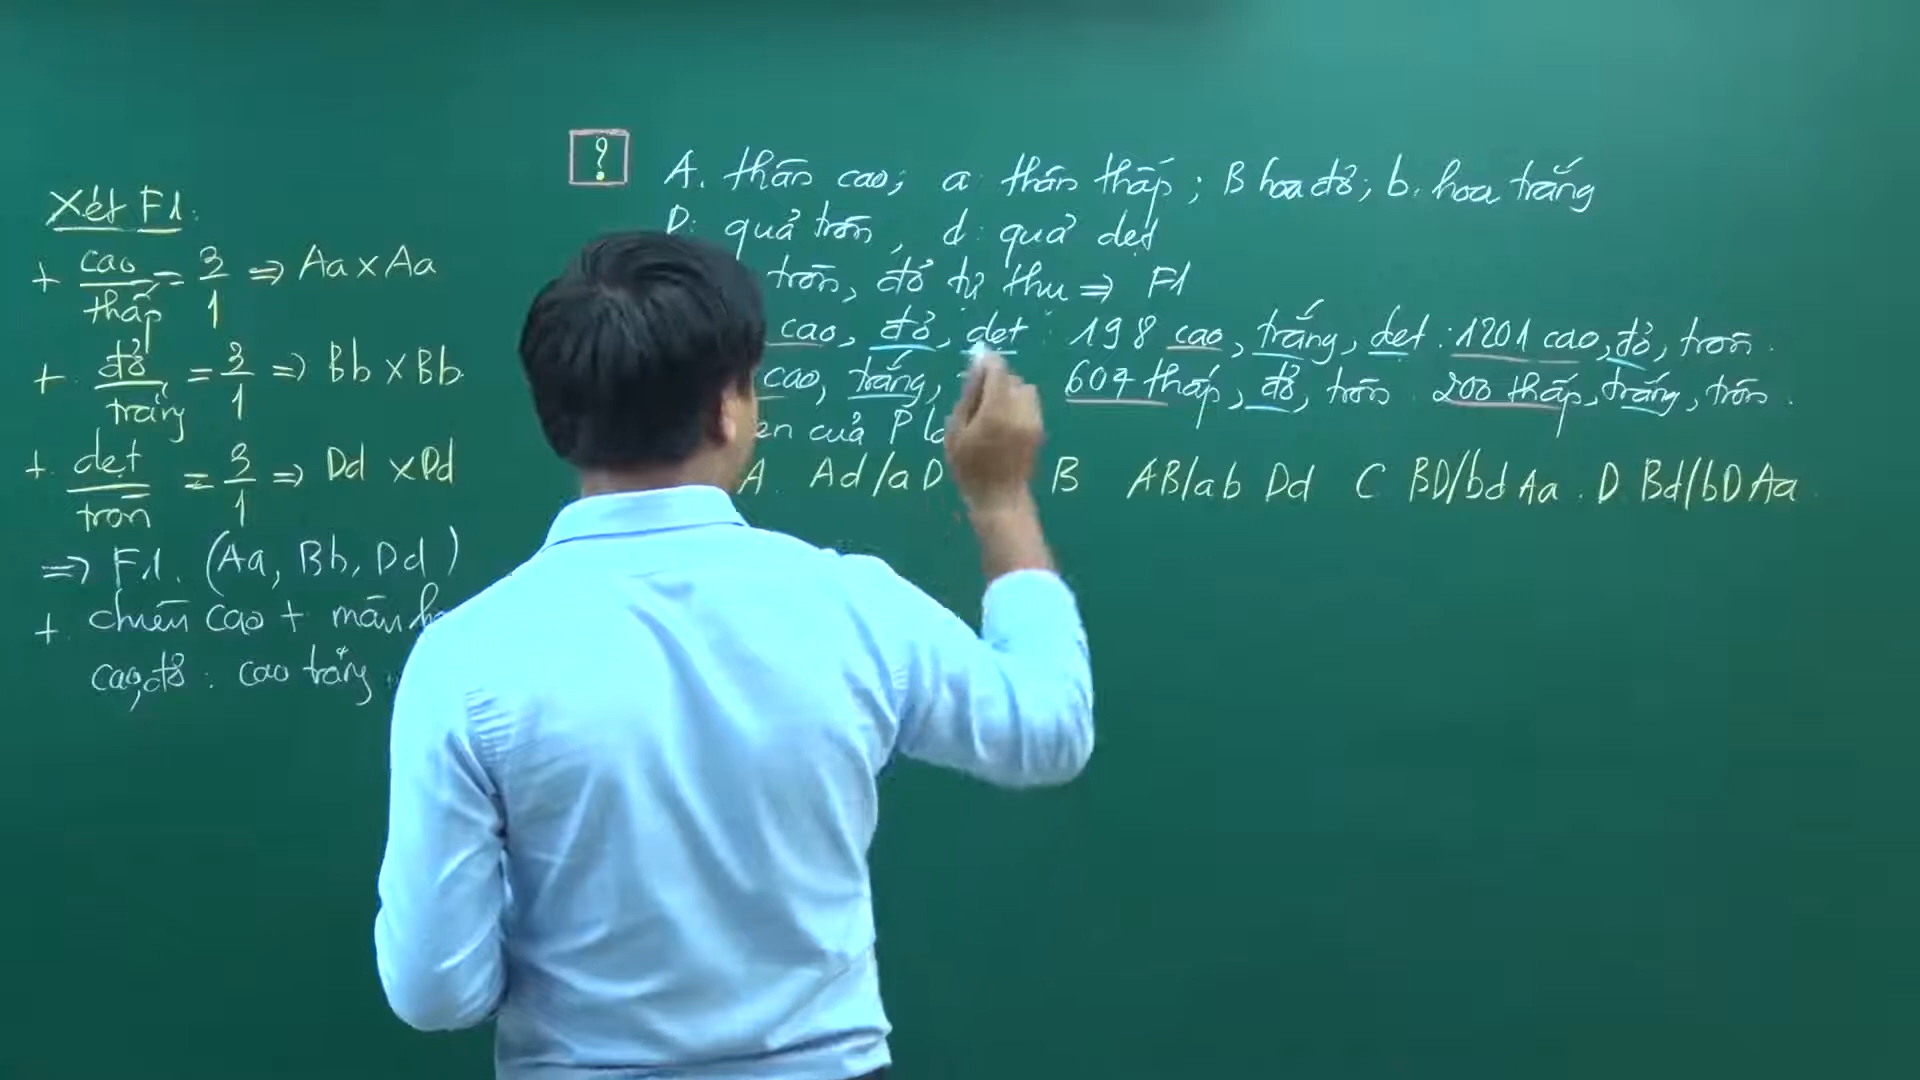 Xét F1:
+ cao/thấp = 3/1 => Aa x Aa
+ đỏ/trắng = 3/1 => Bb x Bb
+ dẹt/tròn = 3/1 => Dd x Dd
=> F1. (Aa, Bb, Dd)
+ chiều cao + màu
cao,đỏ : cao trắng
?
A. thân cao; a: thân thấp; B hoa đỏ; b. hoa trắng
D: quả tròn, d: quả dẹt
tròn, đỏ tự thu => F1
cao, đỏ, dẹt : 198 cao, trắng, dẹt : 1201 cao, đỏ, tròn.
cao, trắng, 604 thấp, đỏ, tròn. 200 thấp, trắng, tròn.
của P
A. Ad/aD B AB/ab Dd C BD/bd Aa. D Bd/bD Aa.